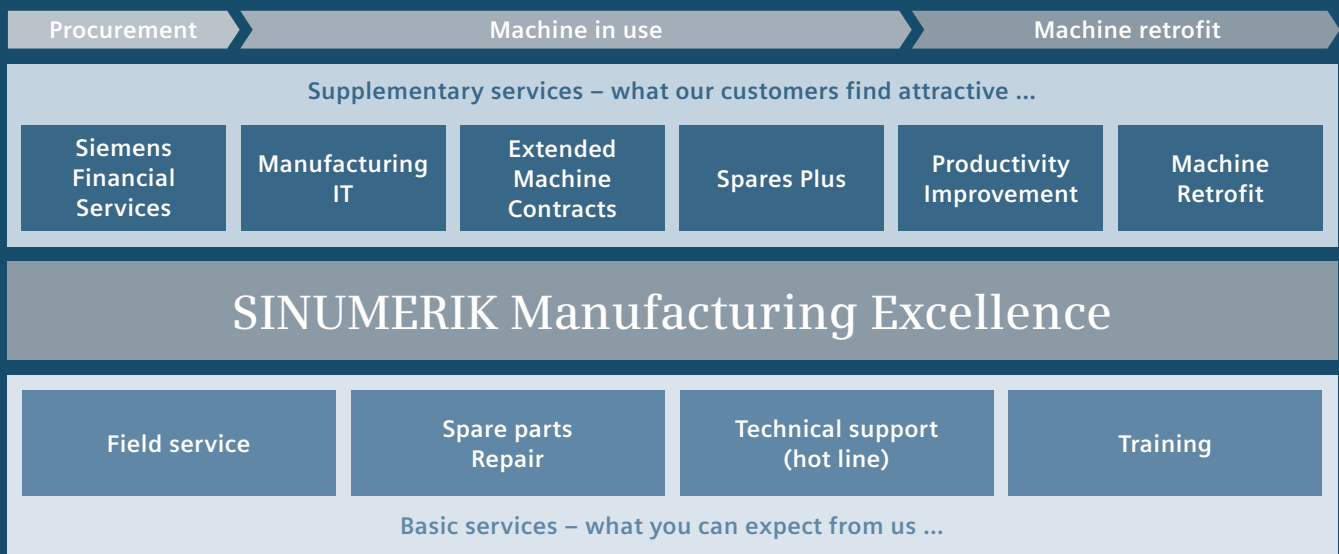 Procurement
Machine in use
Machine retrofit
Supplementary services – what our customers find attractive ...
Siemens
Financial
Services
Manufacturing
IT
Extended
Machine
Contracts
Spares Plus
Productivity
Improvement
Machine
Retrofit
SINUMERIK Manufacturing Excellence
Field service
Spare parts
Repair
Technical support
(hot line)
Training
Basic services – what you can expect from us ...